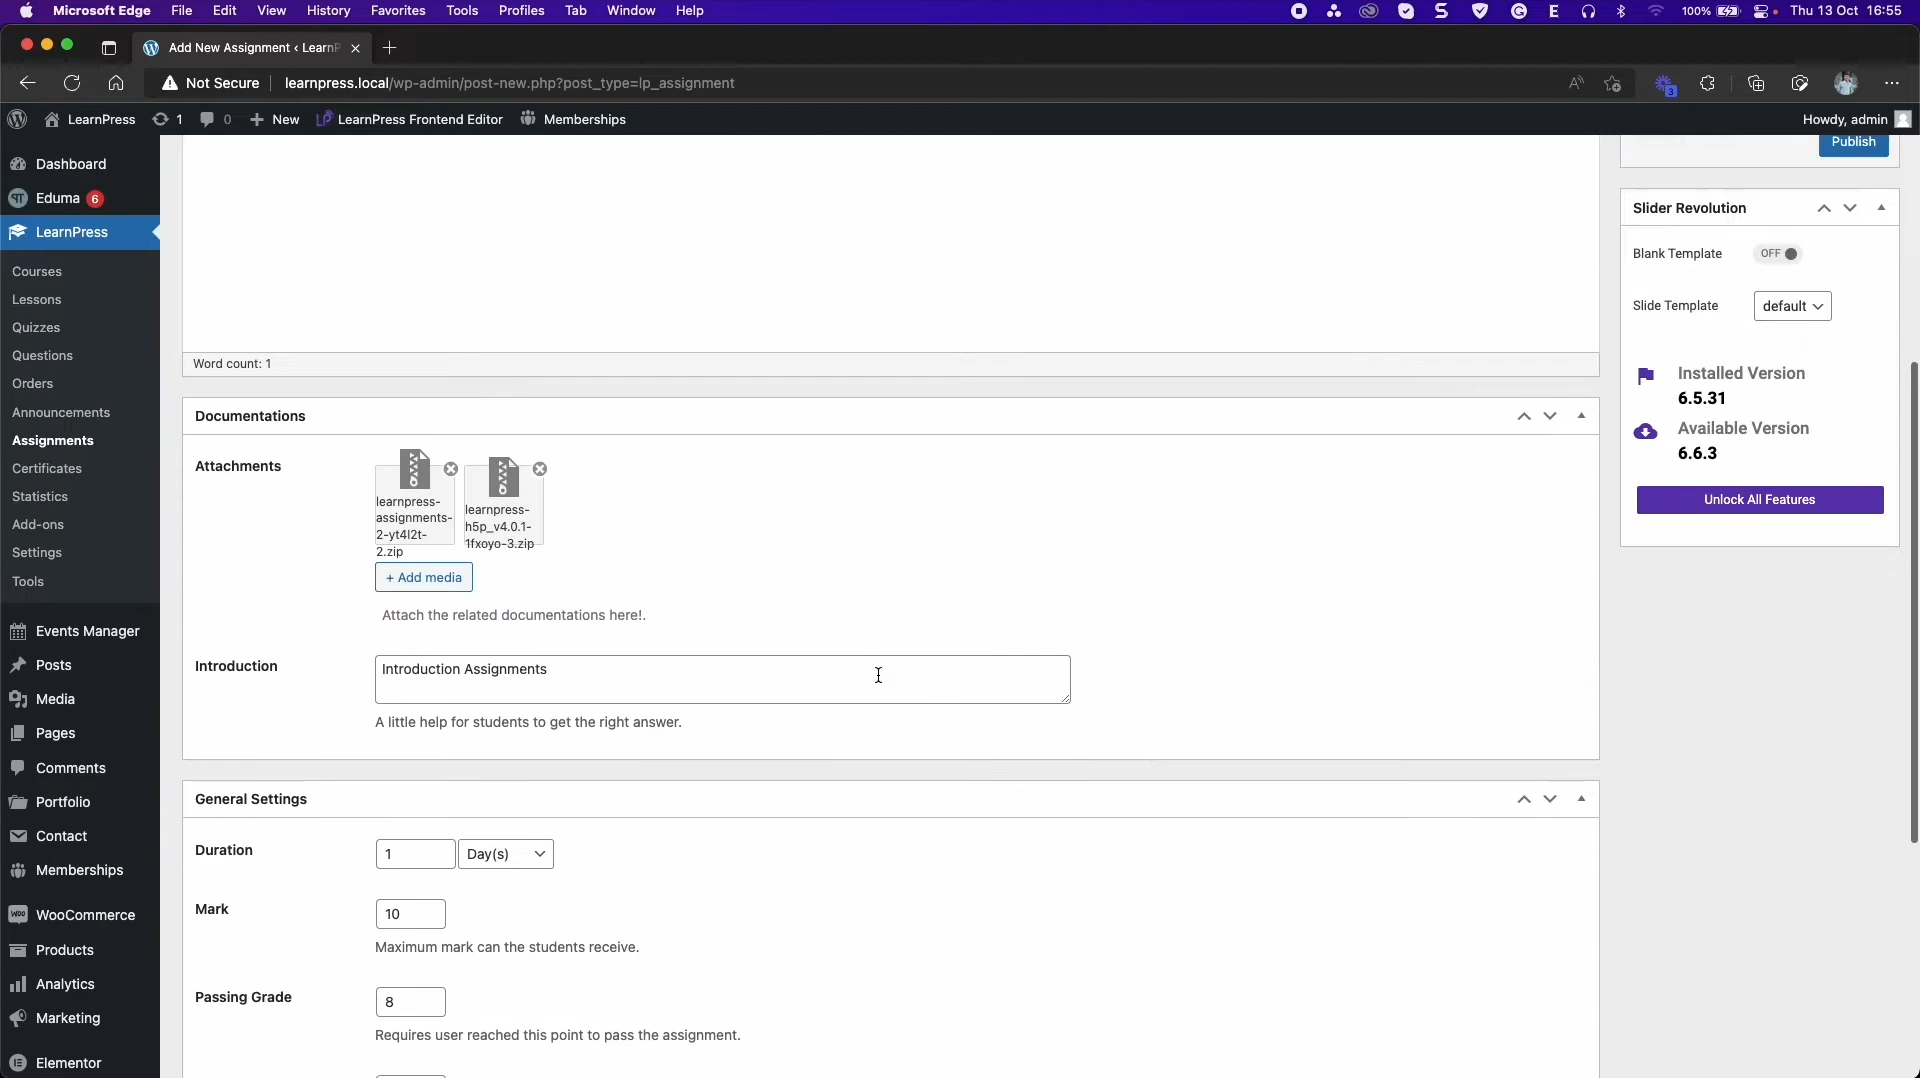 Microsoft Edge File Edit View History Favorites Tools Profiles Tab Window Help 100% Thu 13 Oct 16:55
Add New Assignment ‹ LearnP
Not Secure learnpress.local/wp-admin/post-new.php?post_type=lp_assignment 3
LearnPress 1 0 New LearnPress Frontend Editor Memberships Howdy, admin
Publish
Dashboard
Eduma 6
LearnPress
Courses
Lessons
Quizzes
Questions
Orders
Announcements
Assignments
Certificates
Statistics
Add-ons
Settings
Tools
Events Manager
Posts
Media
Pages
Comments
Portfolio
Contact
Memberships
WooCommerce
Products
Analytics
Marketing
Elementor
Word count: 1
Documentations
Attachments
learnpress-
assignments-
2-yt4l2t-
2.zip
learnpress-
h5p_v4.0.1-
1fxoyo-3.zip
+ Add media
Attach the related documentations here!.
Introduction
Introduction Assignments
A little help for students to get the right answer.
General Settings
Duration 1 Day(s)
Mark 10
Maximum mark can the students receive.
Passing Grade 8
Requires user reached this point to pass the assignment.
Slider Revolution
Blank Template OFF
Slide Template default
Installed Version
6.5.31
Available Version
6.6.3
Unlock All Features